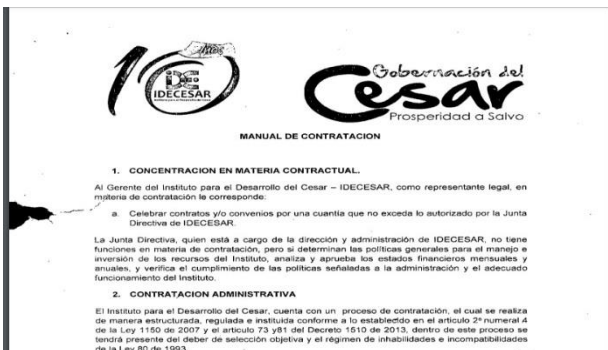 10
IDECESAR
Gobernación del
Cesar
Prosperidad a Salvo
MANUAL DE CONTRATACION
1. CONCENTRACION EN MATERIA CONTRACTUAL.
Al Gerente del Instituto para el Desarrollo del Cesar – IDECESAR, como representante legal, en
materia de contratación le corresponde:
a. Celebrar contratos y/o convenios por una cuantía que no exceda lo autorizado por la Junta
Directiva de IDECESAR.
La Junta Directiva, quien está a cargo de la dirección y administración de IDECESAR, no tiene
funciones en materia de contratación, pero si determinan las políticas generales para el manejo e
inversión de los recursos del Instituto, analiza y aprueba los estados financieros mensuales y
anuales, y verifica el cumplimiento de las políticas señaladas a la administración y el adecuado
funcionamiento del Instituto.
2. CONTRATACION ADMINISTRATIVA
El Instituto para el Desarrollo del Cesar, cuenta con un proceso de contratación, el cual se realiza
de manera estructurada, regulada e instituida conforme a lo establecido en el articulo 2º numeral 4
de la Ley 1150 de 2007 y el articulo 73 y81 del Decreto 1510 de 2013, dentro de este proceso se
tendrá presente del deber de selección objetiva y el régimen de inhabilidades e incompatibilidades
de la Ley 80 de 1993